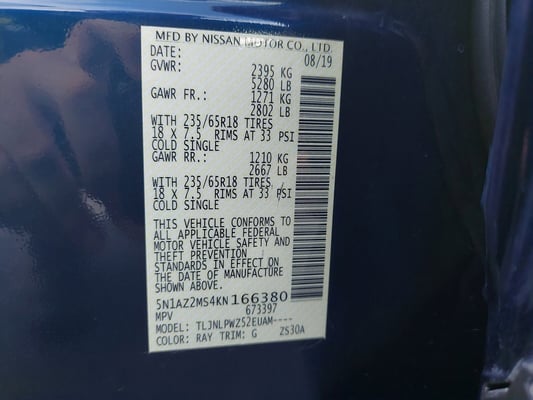 MFD BY NISSAN MOTOR CO., LTD.
DATE: 08/19
GVWR: 2395 KG
5280 LB
GAWR FR.: 1271 KG
2802 LB
WITH 235/65R18 TIRES
18 X 7.5 RIMS AT 33 PSI
COLD SINGLE
GAWR RR.: 1210 KG
2667 LB
WITH 235/65R18 TIRES
18 X 7.5 RIMS AT 33 PSI
COLD SINGLE
THIS VEHICLE CONFORMS TO
ALL APPLICABLE FEDERAL
MOTOR VEHICLE SAFETY AND
THEFT PREVENTION
STANDARDS IN EFFECT ON
THE DATE OF MANUFACTURE
SHOWN ABOVE.
5N1AZ2MS4KN166380
MPV 673397
MODEL: TLJNLPWZ52EUAM----
COLOR: RAY TRIM: G 2S30A